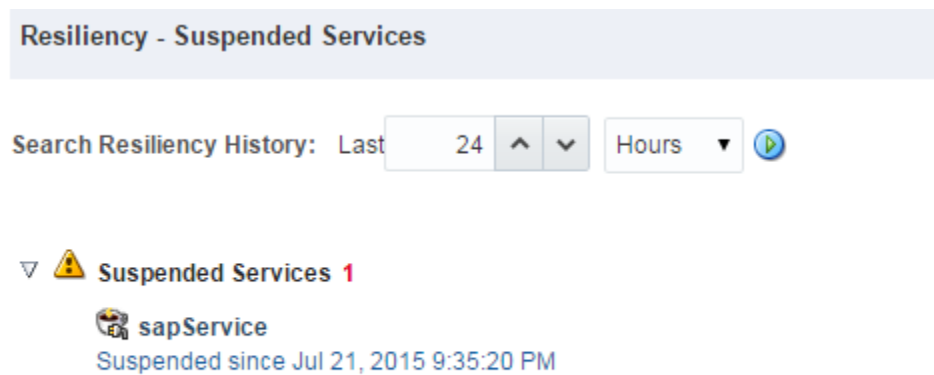 Resiliency - Suspended Services
Search Resiliency History: Last 24 Hours
Suspended Services 1
sapService
Suspended since Jul 21, 2015 9:35:20 PM